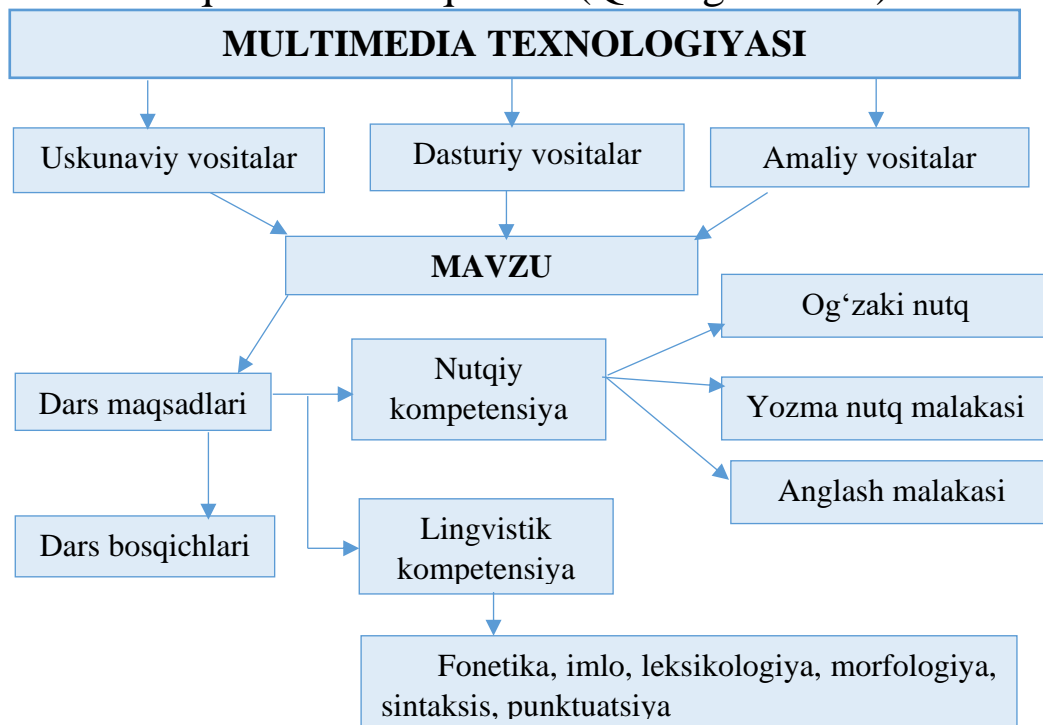 MULTIMEDIA TEXNOLOGIYASI
Uskunaviy vositalar
Dasturiy vositalar
Amaliy vositalar
MAVZU
Og‘zaki nutq
Nutqiy
kompetensiya
Dars maqsadlari
Yozma nutq malakasi
Anglash malakasi
Dars bosqichlari
Lingvistik
kompetensiya
Fonetika, imlo, leksikologiya, morfologiya,
sintaksis, punktuatsiya